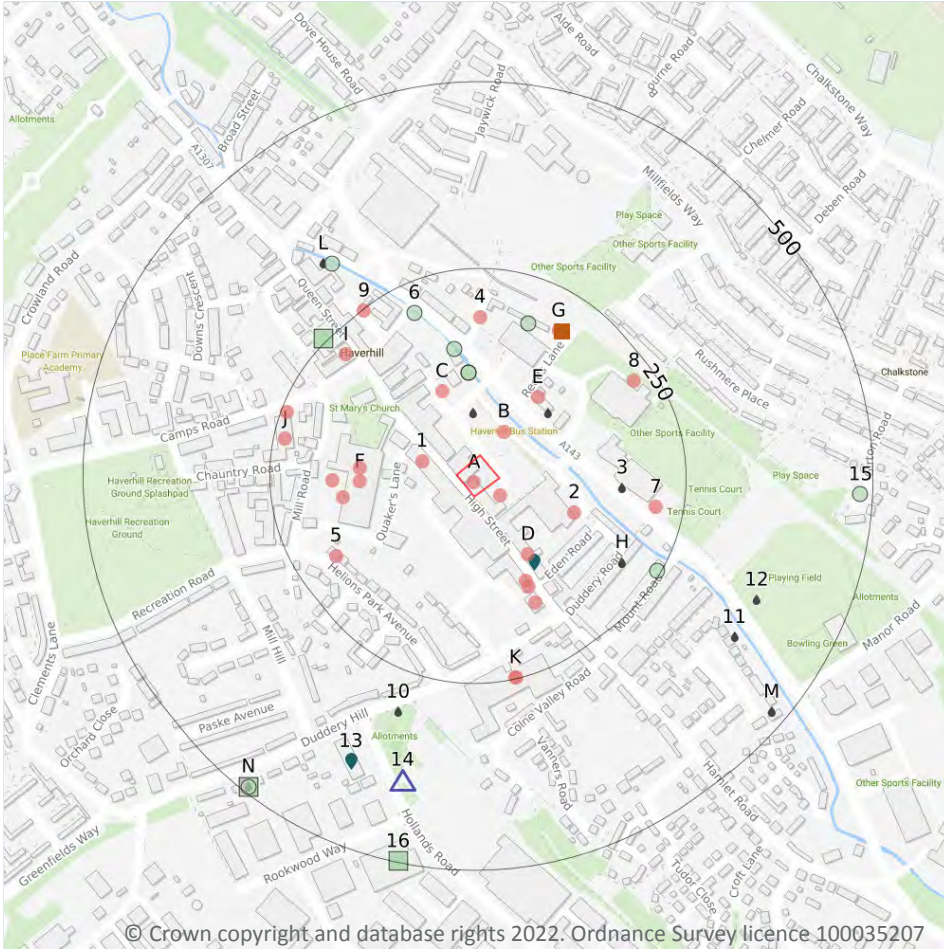 Dove House Road
Alde Road
Bourne Road
Chalkstone Way
Allotments
Broad Street
A1307
Jaywick Road
Chelmer Road
Deben Road
Millfields Way
Play Space
500
Other Sports Facility
Crowland Road
L
Other Sports Facility
9
6
4
G
Queen Street
Downs Crescent
I
Haverhill
8
250
Rushmere Place
Place Farm Primary
Academy
C
E
Chalkstone
St Mary's Church
B
J
Camps Road
Haverhill Bus Station
A143
Other Sports Facility
1
A
F
Chauntry Road
Quaker's Lane
Mill Road
3
Play Space
15
Haverhill Recreation
Ground Splashpad
Tennis Court
2
7
Tennis Court
High Street
Haverhill Recreation
Ground
5
D
H
Eden Road
Duddery Road
Helions Park Avenue
Mount Road
12
Playing Field
Recreation Road
Allotments
Manor Road
11
Bowling Green
Clements Lane
Mill Hill
K
Colne Valley Road
10
M
Paske Avenue
Duddery Hill
Orchard Close
Allotments
13
14
Vanners Road
N
Hamlet Road
Other Sports Facility
Hollands Road
16
Greenfields Way
Rookwood Way
Croft Lane
Tudor Close
© Crown copyright and database rights 2022. Ordnance Survey licence 100035207